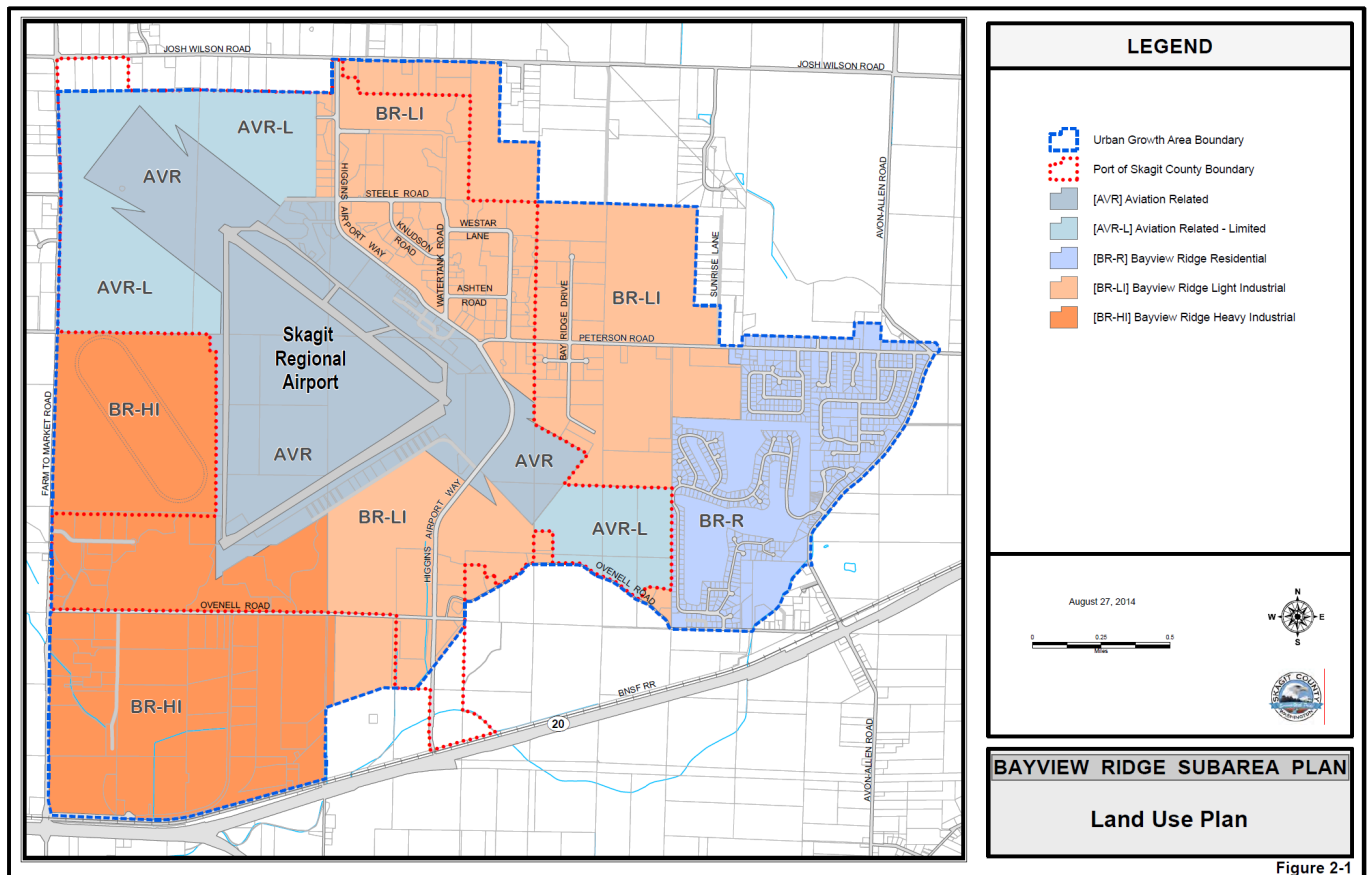 JOSH WILSON ROAD
JOSH WILSON ROAD
BR-LI
AVR-L
AVR
HIGGINS AIRPORT WAY
STEELE ROAD
KNUDSON
ROAD
WATERTANK ROAD
WESTAR
LANE
ASHTEN
ROAD
AVON-ALLEN ROAD
SUNRISE LANE
AVR-L
BR-LI
BAY RIDGE DRIVE
PETERSON ROAD
Skagit
Regional
Airport
FARM TO MARKET ROAD
BR-HI
AVR
AVR
BR-LI
HIGGINS AIRPORT WAY
AVR-L
BR-R
OVENELL ROAD
OVENELL ROAD
BR-HI
BNSF RR
20
AVON-ALLEN ROAD
LEGEND
Urban Growth Area Boundary
Port of Skagit County Boundary
[AVR] Aviation Related
[AVR-L] Aviation Related - Limited
[BR-R] Bayview Ridge Residential
[BR-LI] Bayview Ridge Light Industrial
[BR-HI] Bayview Ridge Heavy Industrial
August 27, 2014
0 0.25 0.5
Miles
N
W E
S
SKAGIT COUNTY
WASHINGTON
BAYVIEW RIDGE SUBAREA PLAN
Land Use Plan
Figure 2-1